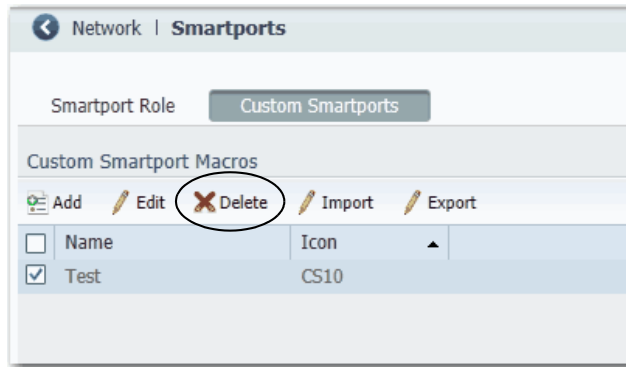 Network | Smartports
Smartport Role Custom Smartports
Custom Smartport Macros
Add Edit Delete Import Export
Name Icon
Test CS10